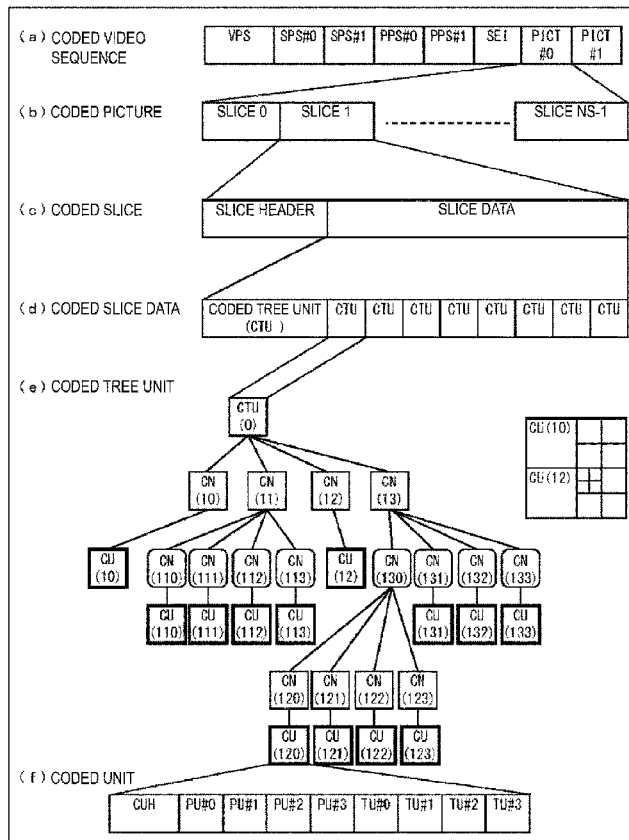 (a) CODED VIDEO SEQUENCE
VPS SPS#0 SPS#1 PPS#0 PPS#1 SEI PICT #0 PICT #1
(b) CODED PICTURE
SLICE 0 SLICE 1 SLICE NS-1
(c) CODED SLICE
SLICE HEADER SLICE DATA
(d) CODED SLICE DATA
CODED TREE UNIT (CTU ) CTU CTU CTU CTU CTU CTU CTU CTU
(e) CODED TREE UNIT
CTU (0)
CU(10)
CU(12)
CN (10) CN (11) CN (12) CN (13)
CU (10) CN (110) CN (111) CN (112) CN (113) CU (12) CN (130) CN (131) CN (132) CN (133)
CU (110) CU (111) CU (112) CU (113) CU (131) CU (132) CU (133)
CN (120) CN (121) CN (122) CN (123)
CU (120) CU (121) CU (122) CU (123)
(f) CODED UNIT
CUH PU#0 PU#1 PU#2 PU#3 TU#0 TU#1 TU#2 TU#3